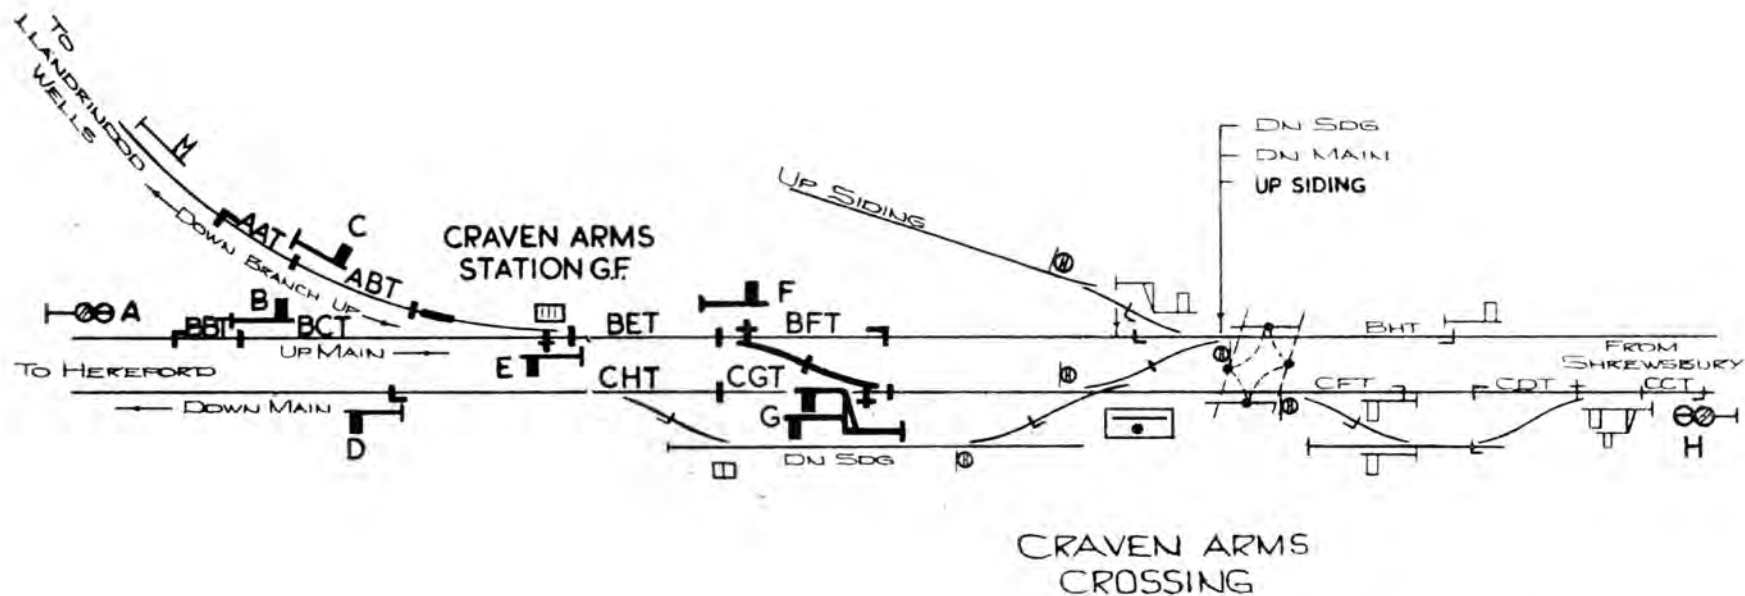 TO
LLANDRINDOD
WELLS
M
AAT
C
ABT
DOWN BRANCH UP
CRAVEN ARMS
STATION G.F.
A
B
BBT
BCT
UP MAIN
TO HEREFORD
DOWN MAIN
D
E
BET
F
BFT
CHT
CGT
G
DN SDG
UP SIDING
DN SDG
DN MAIN
UP SIDING
BHT
FROM
SHREWSBURY
CFT
CDT
CCT
H
CRAVEN ARMS
CROSSING